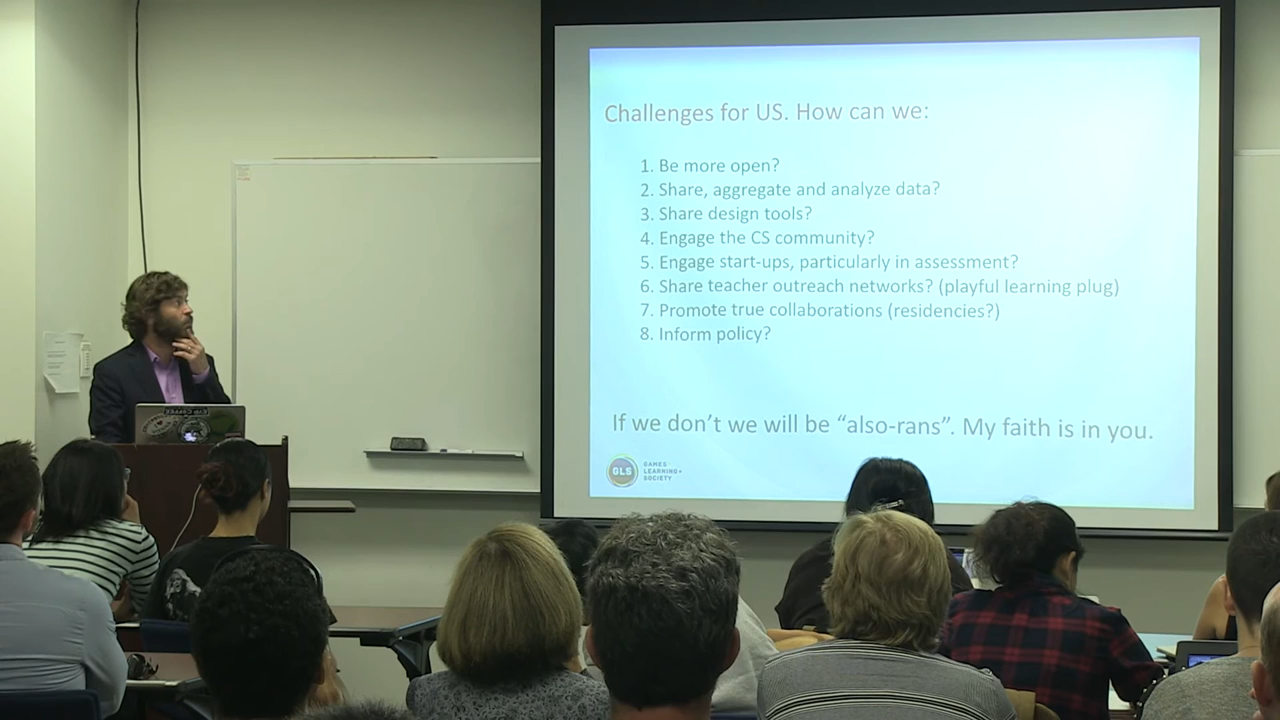 Challenges for US. How can we:
1. Be more open?
2. Share, aggregate and analyze data?
3. Share design tools?
4. Engage the CS community?
5. Engage start-ups, particularly in assessment?
6. Share teacher outreach networks? (playful learning plug)
7. Promote true collaborations (residencies?)
8. Inform policy?
If we don't we will be “also-rans”. My faith is in you.
GLS
GAMES
LEARNING+
SOCIETY